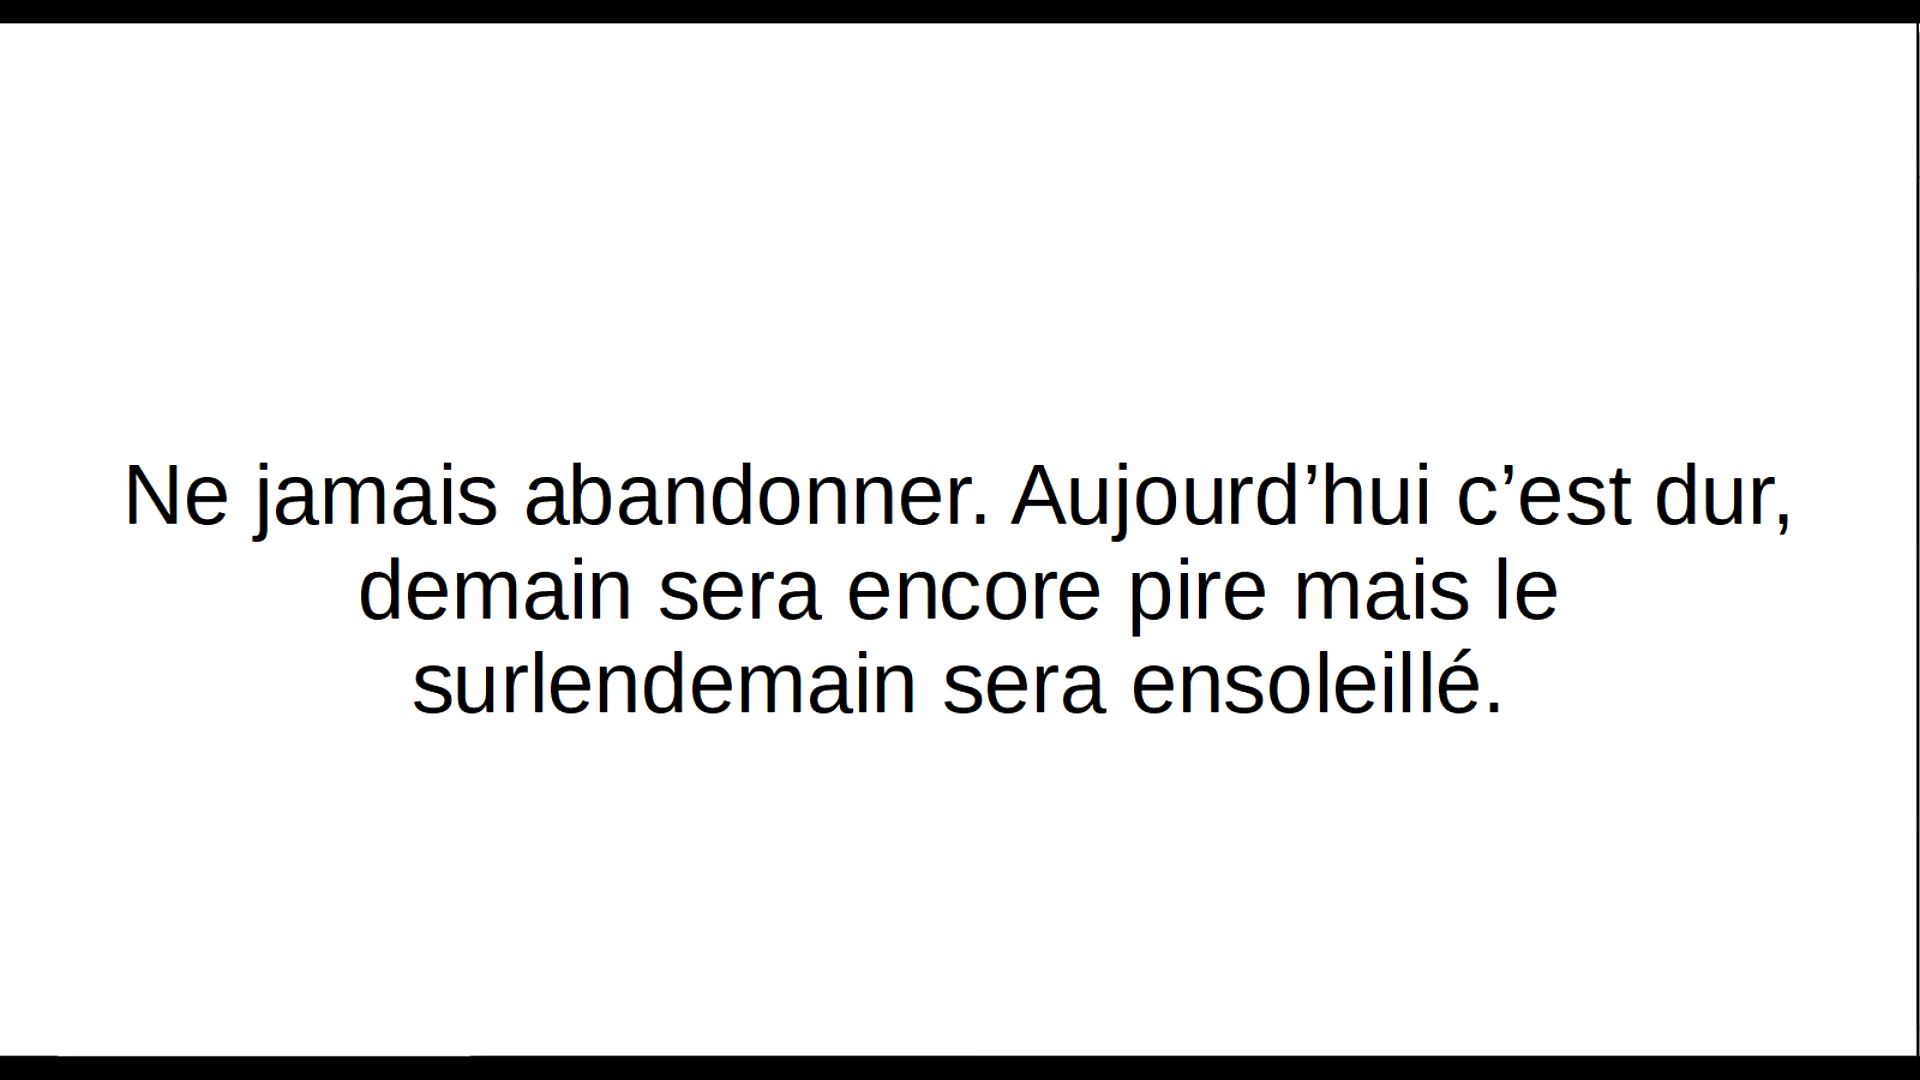 Ne jamais abandonner. Aujourd’hui c’est dur,
demain sera encore pire mais le
surlendemain sera ensoleillé.